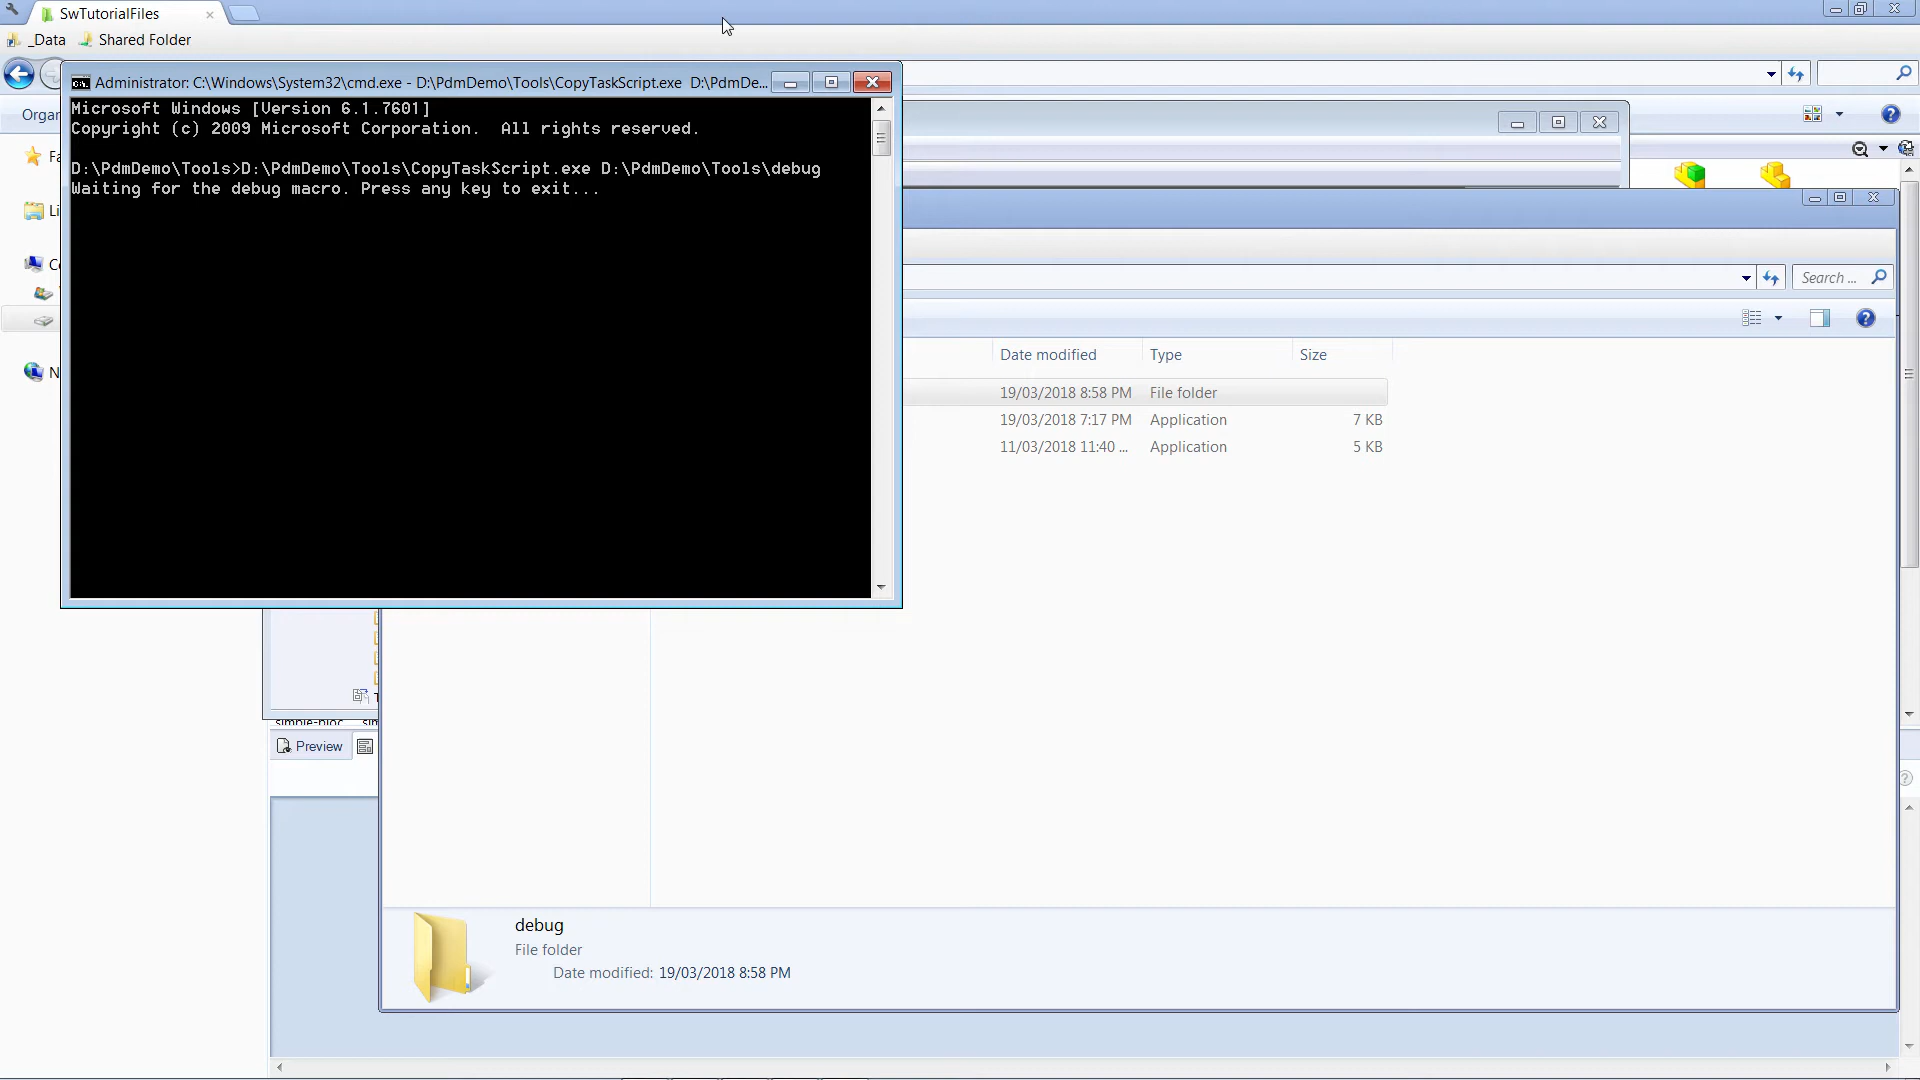 SwTutorialFiles
_Data
Shared Folder
Administrator: C:\Windows\System32\cmd.exe - D:\PdmDemo\Tools\CopyTaskScript.exe D:\PdmDe...
Microsoft Windows [Version 6.1.7601]
Copyright (c) 2009 Microsoft Corporation. All rights reserved.
D:\PdmDemo\Tools>D:\PdmDemo\Tools\CopyTaskScript.exe D:\PdmDemo\Tools\debug
Waiting for the debug macro. Press any key to exit...
Organ
Fa
Li
Co
N
Search ...
Date modified
Type
Size
19/03/2018 8:58 PM
File folder
19/03/2018 7:17 PM
Application
7 KB
11/03/2018 11:40 ...
Application
5 KB
Preview
debug
File folder
Date modified: 19/03/2018 8:58 PM